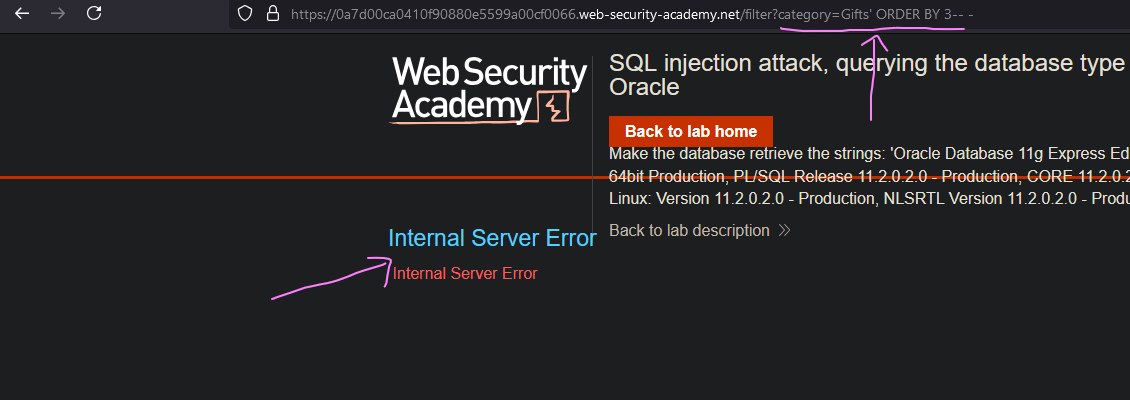 https://0a7d00ca0410f90880e5599a00cf0066.web-security-academy.net/filter?category=Gifts' ORDER BY 3-- -
Web Security
Academy
SQL injection attack, querying the database type
Oracle
Back to lab home
Make the database retrieve the strings: 'Oracle Database 11g Express Ed
64bit Production, PL/SQL Release 11.2.0.2.0 - Production, CORE 11.2.0.2
Linux: Version 11.2.0.2.0 - Production, NLSRTL Version 11.2.0.2.0 - Produ
Back to lab description
Internal Server Error
Internal Server Error